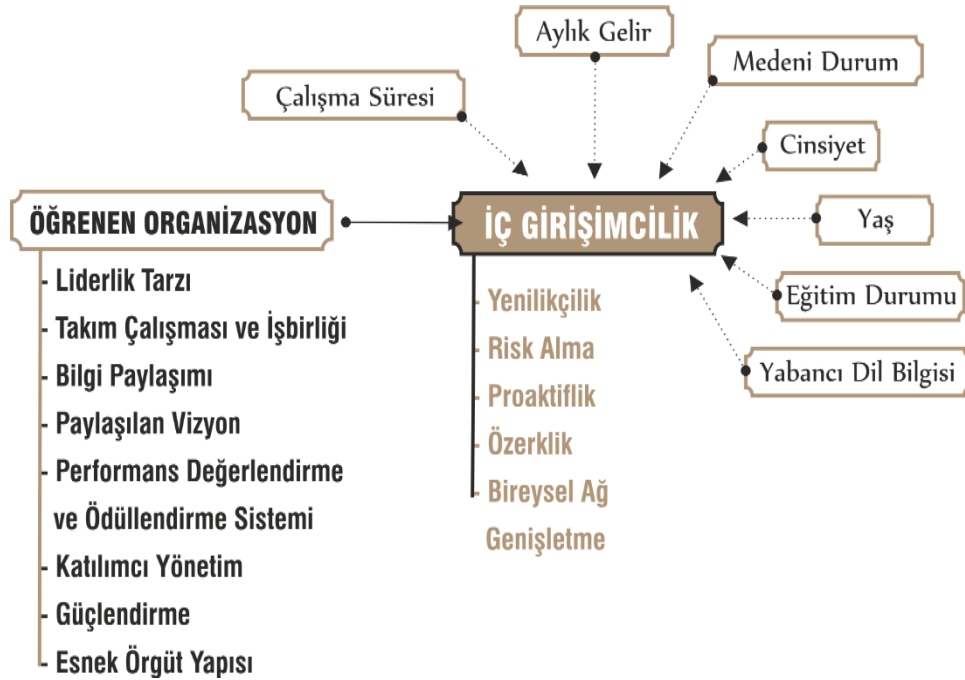 Aylık Gelir
Medeni Durum
Çalışma Süresi
Cinsiyet
Yaş
Eğitim Durumu
Yabancı Dil Bilgisi
ÖĞRENEN ORGANİZASYON
- Liderlik Tarzı
- Takım Çalışması ve İşbirliği
- Bilgi Paylaşımı
- Paylaşılan Vizyon
- Performans Değerlendirme
ve Ödüllendirme Sistemi
- Katılımcı Yönetim
- Güçlendirme
- Esnek Örgüt Yapısı
İÇ GİRİŞİMCİLİK
- Yenilikçilik
- Risk Alma
- Proaktiflik
- Özerklik
- Bireysel Ağ
Genişletme